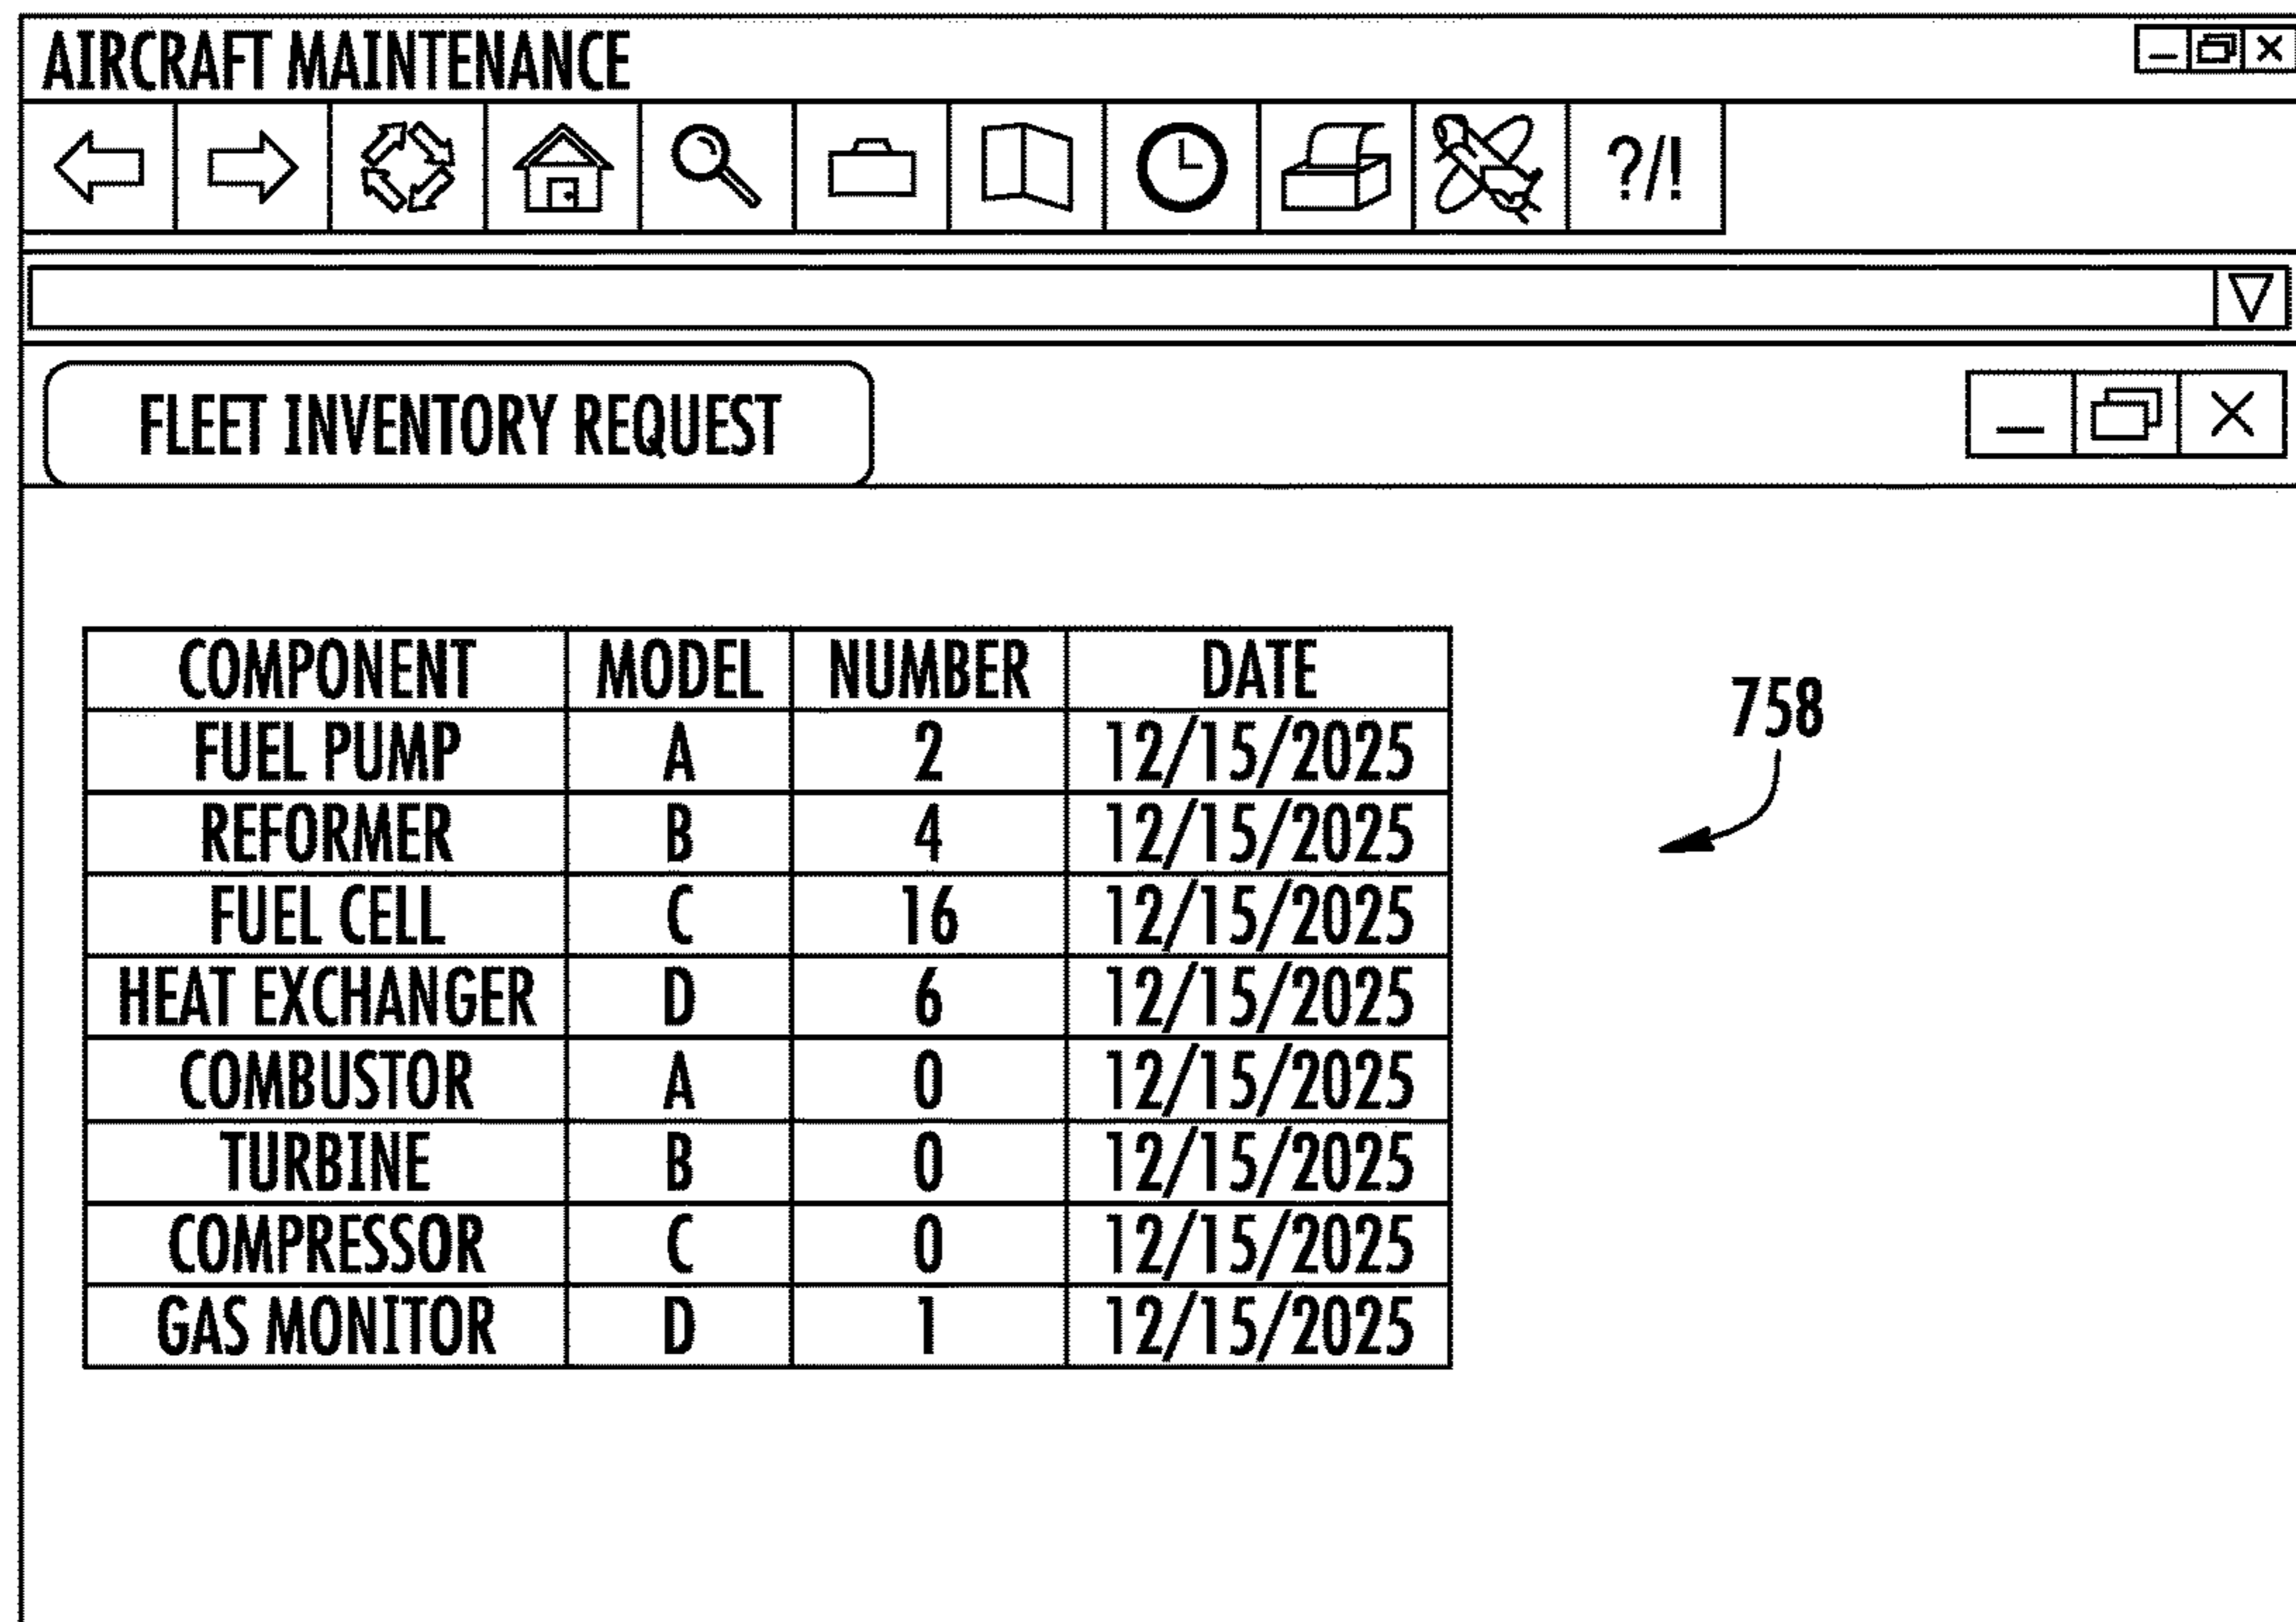 AIRCRAFT MAINTENANCE
?/!
FLEET INVENTORY REQUEST
COMPONENT MODEL NUMBER DATE
FUEL PUMP A 2 12/15/2025
REFORMER B 4 12/15/2025
FUEL CELL C 16 12/15/2025
HEAT EXCHANGER D 6 12/15/2025
COMBUSTOR A 0 12/15/2025
TURBINE B 0 12/15/2025
COMPRESSOR C 0 12/15/2025
GAS MONITOR D 1 12/15/2025
758